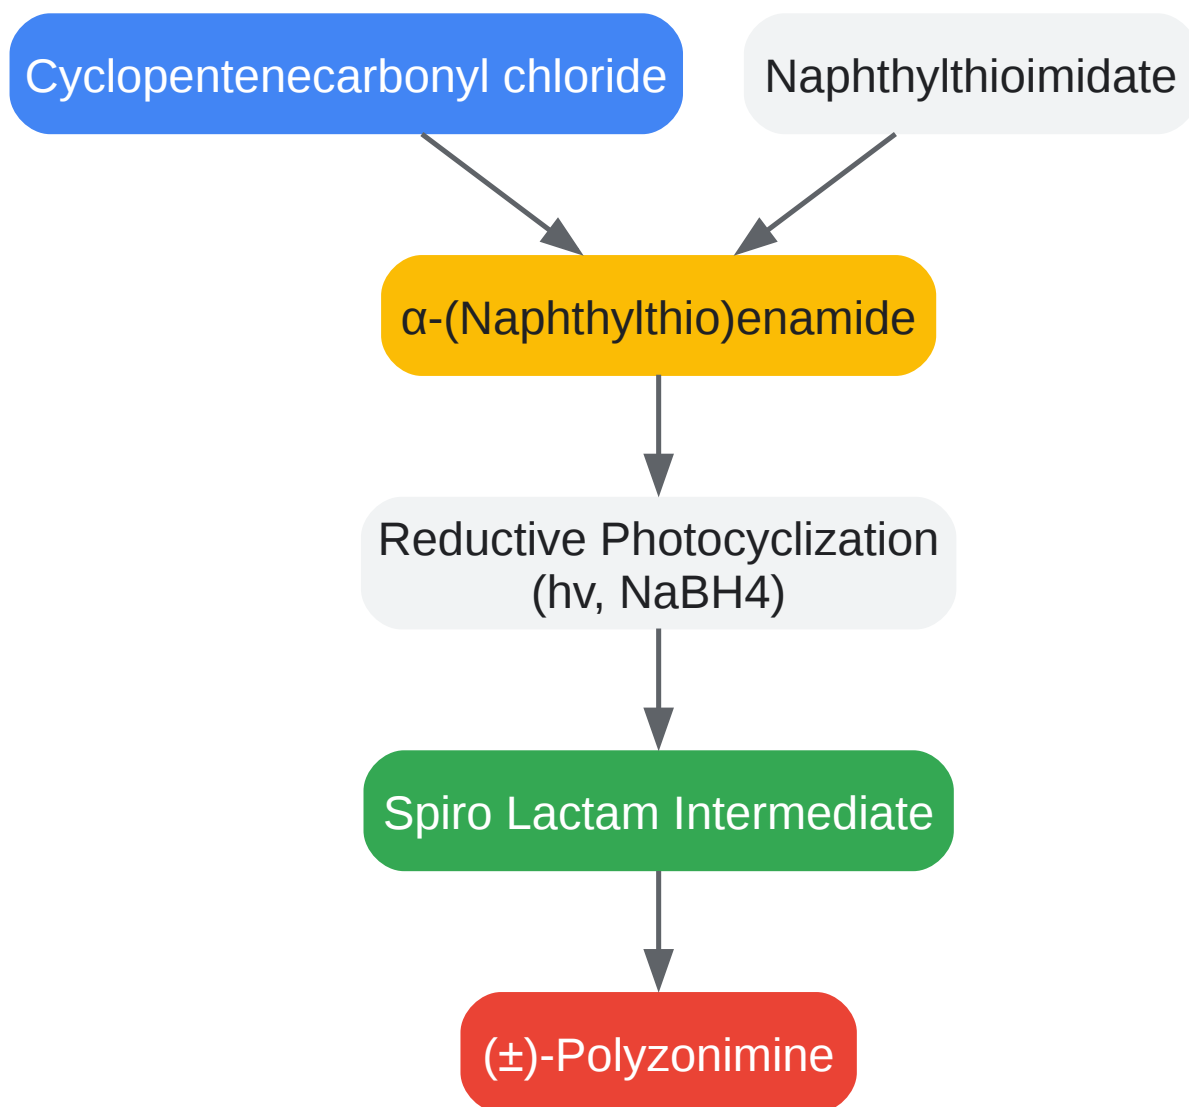 Cyclopentenecarbonyl chloride
Naphthylthioimidate
α-(Naphthylthio)enamide
Reductive Photocyclization
(hv, NaBH4)
Spiro Lactam Intermediate
(±)-Polyzonimine